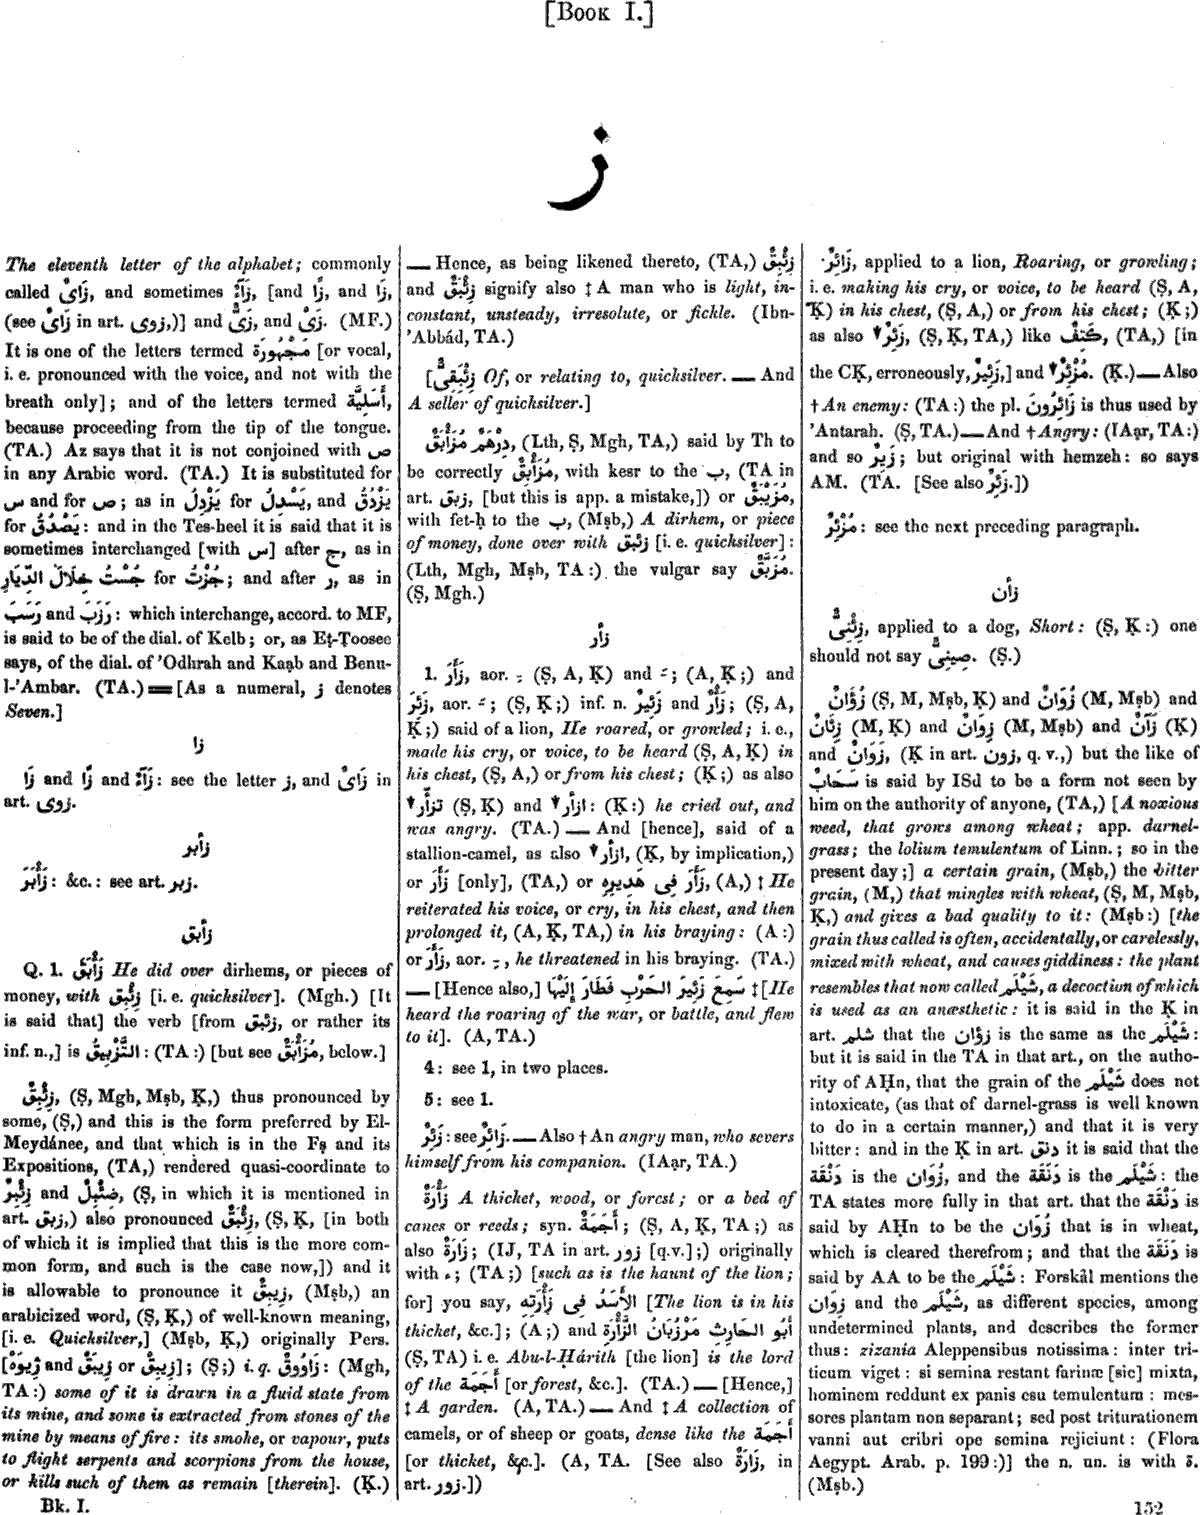 [Book I.]
ز
The eleventh letter of the alphabet; commonly
called زَاىٌ, and sometimes زَآءٌ, [and زًا, and زَا,
(see زَاىٌ in art. زوى,)] and زَىٌّ, and زَىْ. (MF.)
It is one of the letters termed مَجْهُورَة [or vocal,
i. e. pronounced with the voice, and not with the
breath only]; and of the letters termed أَسَلِيَّة,
because proceeding from the tip of the tongue.
(TA.) Az says that it is not conjoined with ص
in any Arabic word. (TA.) It is substituted for
س and for ص; as in يَزْدِلُ for يَسْدِلُ, and يَزْدُقُ
for يَصْدُقُ: and in the Tes-heel it is said that it is
sometimes interchanged [with س] after ج, as in
جُسْتُ خِلَالَ الدِّيَارِ for جُزْتُ; and after ر, as in
رَسَبَ and رَزَبَ: which interchange, accord. to MF,
is said to be of the dial. of Kelb; or, as Eṭ-Ṭoosee
says, of the dial. of 'Odhrah and Kaạb and Benu-
l-'Ambar. (TA.) ═ [As a numeral, ز denotes
Seven.]
زا
زَا and زًا and زَآءٌ: see the letter ز, and زَاىٌ in
art. زوى.
زأبر
زَأْبَرَ: &c.: see art. زبر.
زأبق
Q. 1. زَأْبَقَ He did over dirhems, or pieces of
money, with زِئْبِق [i. e. quicksilver]. (Mgh.) [It
is said that] the verb [from زئبق, or rather its
inf. n.,] is التَّزْبِيقُ: (TA:) [but see مُزَأْبَقٌ, below.]
زِئْبِقٌ, (Ṣ, Mgh, Mṣb, Ḳ,) thus pronounced by
some, (Ṣ,) and this is the form preferred by El-
Meydánee, and that which is in the Fṣ and its
Expositions, (TA,) rendered quasi-coordinate to
زِئْبِرٌ and ضِئْبِلٌ, (Ṣ, in which it is mentioned in
art. زبق,) also pronounced زِئْبَقٌ, (Ṣ, Ḳ, [in both
of which it is implied that this is the more com-
mon form, and such is the case now,]) and it
is allowable to pronounce it زِيبِقٌ, (Mṣb,) an
arabicized word, (Ṣ, Ḳ,) of well-known meaning,
[i. e. Quicksilver,] (Mṣb, Ḳ,) originally Pers.
[ژِيوَهْ and زِيبَقْ or زِيبِقْ]; (Ṣ;) i. q. زَاوُوقٌ: (Mgh,
TA:) some of it is drawn in a fluid state from
its mine, and some is extracted from stones of the
mine by means of fire: its smoke, or vapour, puts
to flight serpents and scorpions from the house,
or kills such of them as remain [therein]. (Ḳ.)
Bk. I.
— Hence, as being likened thereto, (TA,) زِئْبِقٌ
and زِئْبَقٌ signify also ‡ A man who is light, in-
constant, unsteady, irresolute, or fickle. (Ibn-
'Abbád, TA.)
[زِئْبَقِىٌّ Of, or relating to, quicksilver. — And
A seller of quicksilver.]
دِرْهَمٌ مُزَأْبَقٌ, (Lth, Ṣ, Mgh, TA,) said by Th to
be correctly مُزَأْبِقٌ, with kesr to the ب, (TA in
art. زبق, [but this is app. a mistake,]) or مُزَيْبَقٌ,
with fet-ḥ to the ب, (Mṣb,) A dirhem, or piece
of money, done over with زئبق [i. e. quicksilver]:
(Lth, Mgh, Mṣb, TA:) the vulgar say مُزَبَّقٌ.
(Ṣ, Mgh.)
زأر
1. زَأَرَ, aor. ـِ; (Ṣ, A, Ḳ) and ـَ; (A, Ḳ;) and
زَئِرَ, aor. ـَ; (Ṣ, Ḳ;) inf. n. زَئِيرٌ and زَأْرٌ; (Ṣ, A,
Ḳ;) said of a lion, He roared, or growled; i. e.,
made his cry, or voice, to be heard (Ṣ, A, Ḳ) in
his chest, (Ṣ, A,) or from his chest; (Ḳ;) as also
تزأّر (Ṣ, Ḳ) and ازأر: (Ḳ:) he cried out, and
was angry. (TA.) — And [hence], said of a
stallion-camel, as also ازأر, (Ḳ, by implication,)
or زَأَرَ [only], (TA,) or زَأَرَ فِى هَدِيرِهِ, (A,) ‡ He
reiterated his voice, or cry, in his chest, and then
prolonged it, (A, Ḳ, TA,) in his braying: (A:)
or زَأَرَ, aor. ـِ, he threatened in his braying. (TA.)
— [Hence also,] سَمِعَ زَئِيرَ الحَرْبِ فَطَارَ إِلَيْهَا ‡ [He
heard the roaring of the war, or battle, and flew
to it]. (A, TA.)
4: see 1, in two places.
5: see 1.
زَئِرٌ: see زَائِرٌ. — Also † An angry man, who severs
himself from his companion. (IAạr, TA.)
زَأْرَةٌ A thicket, wood, or forest; or a bed of
canes or reeds; syn. أَجَمَةٌ; (Ṣ, A, Ḳ, TA;) as
also زَارَةٌ; (IJ, TA in art. زور [q.v.];) originally
with ء; (TA;) [such as is the haunt of the lion;
for] you say, الأَسَدُ فِى زَأْرَتِهِ [The lion is in his
thicket, &c.]; (A;) and أَبُو الحَارِثِ مَرْزُبَانُ الزَّأْرَةِ
(Ṣ, TA) i. e. Abu-l-Ḥárith [the lion] is the lord
of the أَجَمَة [or forest, &c.]. (TA.) — [Hence,]
‡ A garden. (A, TA.) — And ‡ A collection of
camels, or of sheep or goats, dense like the أَجَمَة
[or thicket, &c.]. (A, TA. [See also زَارَةٌ, in
art. زور.])
زَائِرٌ, applied to a lion, Roaring, or growling;
i. e. making his cry, or voice, to be heard (Ṣ, A,
Ḳ) in his chest, (Ṣ, A,) or from his chest; (Ḳ;)
as also زَئِرٌ, (Ṣ, Ḳ, TA,) like كَتِفٌ, (TA,) [in
the CḲ, erroneously, زَئِيرٌ,] and مُزْئِرٌ. (Ḳ.) — Also
† An enemy: (TA:) the pl. زَائِرُونَ is thus used by
'Antarah. (Ṣ, TA.) — And † Angry: (IAạr, TA:)
and so زَيِرٌ; but original with hemzeh: so says
AM. (TA. [See also زَئِرٌ.])
مُزْئِرٌ: see the next preceding paragraph.
زأن
زِئْنِىٌّ, applied to a dog, Short: (Ṣ, Ḳ:) one
should not say صِينِىٌّ. (Ṣ.)
زُؤَانٌ (Ṣ, M, Mṣb, Ḳ) and زُوَانٌ (M, Mṣb) and
زِئَانٌ (M, Ḳ) and زِوَانٌ (M, Mṣb) and زَآنٌ (Ḳ)
and زَوَانٌ, (Ḳ in art. زون, q. v.,) but the like of
سَحَابٌ is said by ISd to be a form not seen by
him on the authority of anyone, (TA,) [A noxious
weed, that grows among wheat; app. darnel-
grass; the lolium temulentum of Linn.; so in the
present day;] a certain grain, (Mṣb,) the bitter
grain, (M,) that mingles with wheat, (Ṣ, M, Mṣb,
Ḳ,) and gives a bad quality to it: (Mṣb:) [the
grain thus called is often, accidentally, or carelessly,
mixed with wheat, and causes giddiness: the plant
resembles that now called شَيْلَم, a decoction of which
is used as an anæsthetic: it is said in the Ḳ in
art. شلم that the زؤان is the same as the شَيْلَم:
but it is said in the TA in that art., on the autho-
rity of AḤn, that the grain of the شَيْلَم does not
intoxicate, (as that of darnel-grass is well known
to do in a certain manner,) and that it is very
bitter: and in the Ḳ in art. دنق it is said that the
دَنْقَة is the زُوَان, and the دَنْقَة is the شَيْلَم: the
TA states more fully in that art. that the دَنْقَة is
said by AḤn to be the زُوَان that is in wheat,
which is cleared therefrom; and that the دَنْقَة is
said by AA to be the شَيْلَم: Forskål mentions the
زوان and the شَيْلَم, as different species, among
undetermined plants, and describes the former
thus: zizania Aleppensibus notissima: inter tri-
ticum viget: si semina restant farinæ [sic] mixta,
hominem reddunt ex panis esu temulentum: mes-
sores plantam non separant; sed post triturationem
vanni aut cribri ope semina rejiciunt: (Flora
Aegypt. Arab. p. 199:)] the n. un. is with ة.
(Mṣb.)
152